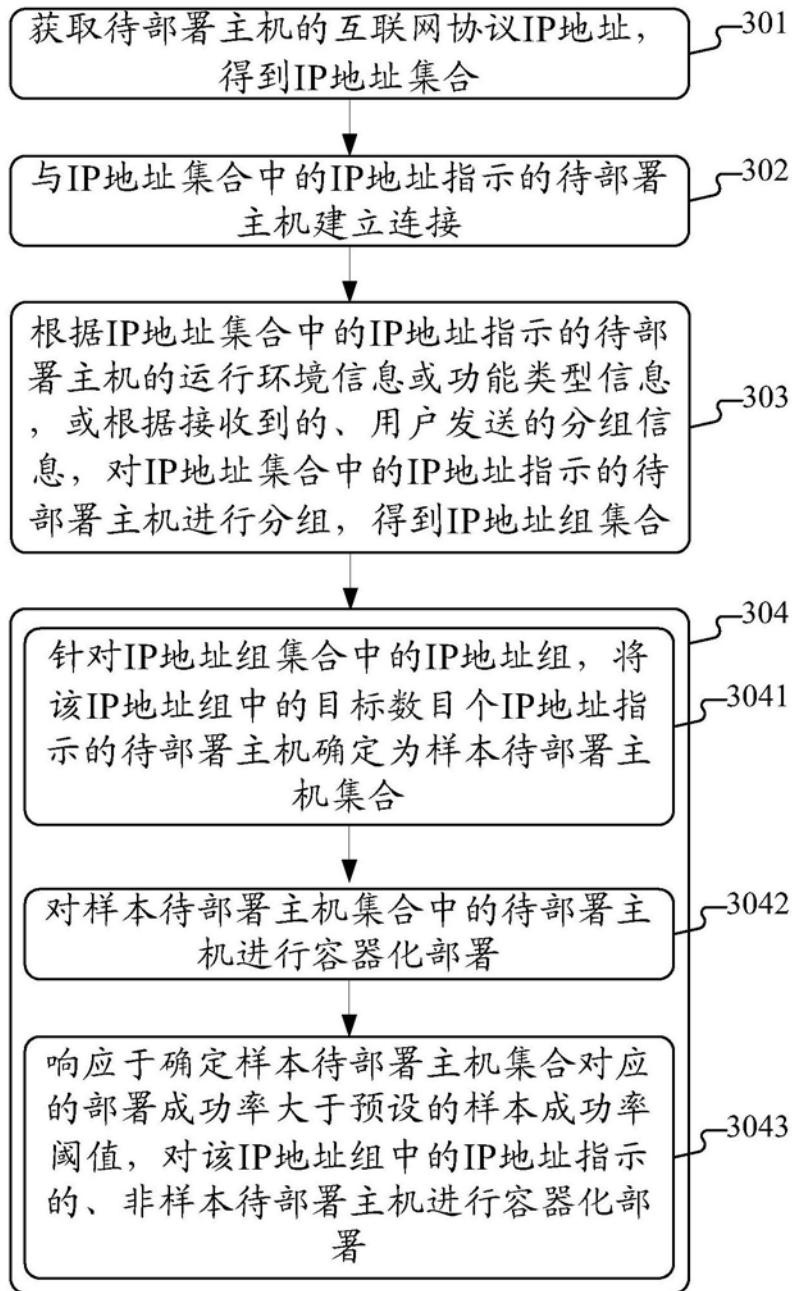 获取待部署主机的互联网协议IP地址，
得到IP地址集合
301
与IP地址集合中的IP地址指示的待部署
主机建立连接
302
根据IP地址集合中的IP地址指示的待部
署主机的运行环境信息或功能类型信息
，或根据接收到的、用户发送的分组信
息，对IP地址集合中的IP地址指示的待
部署主机进行分组，得到IP地址组集合
303
304
针对IP地址组集合中的IP地址组，将
该IP地址组中的目标数目个IP地址指
示的待部署主机确定为样本待部署主
机集合
3041
对样本待部署主机集合中的待部署主
机进行容器化部署
3042
响应于确定样本待部署主机集合对应
的部署成功率大于预设的样本成功率
阈值，对该IP地址组中的IP地址指示
的、非样本待部署主机进行容器化部
署
3043